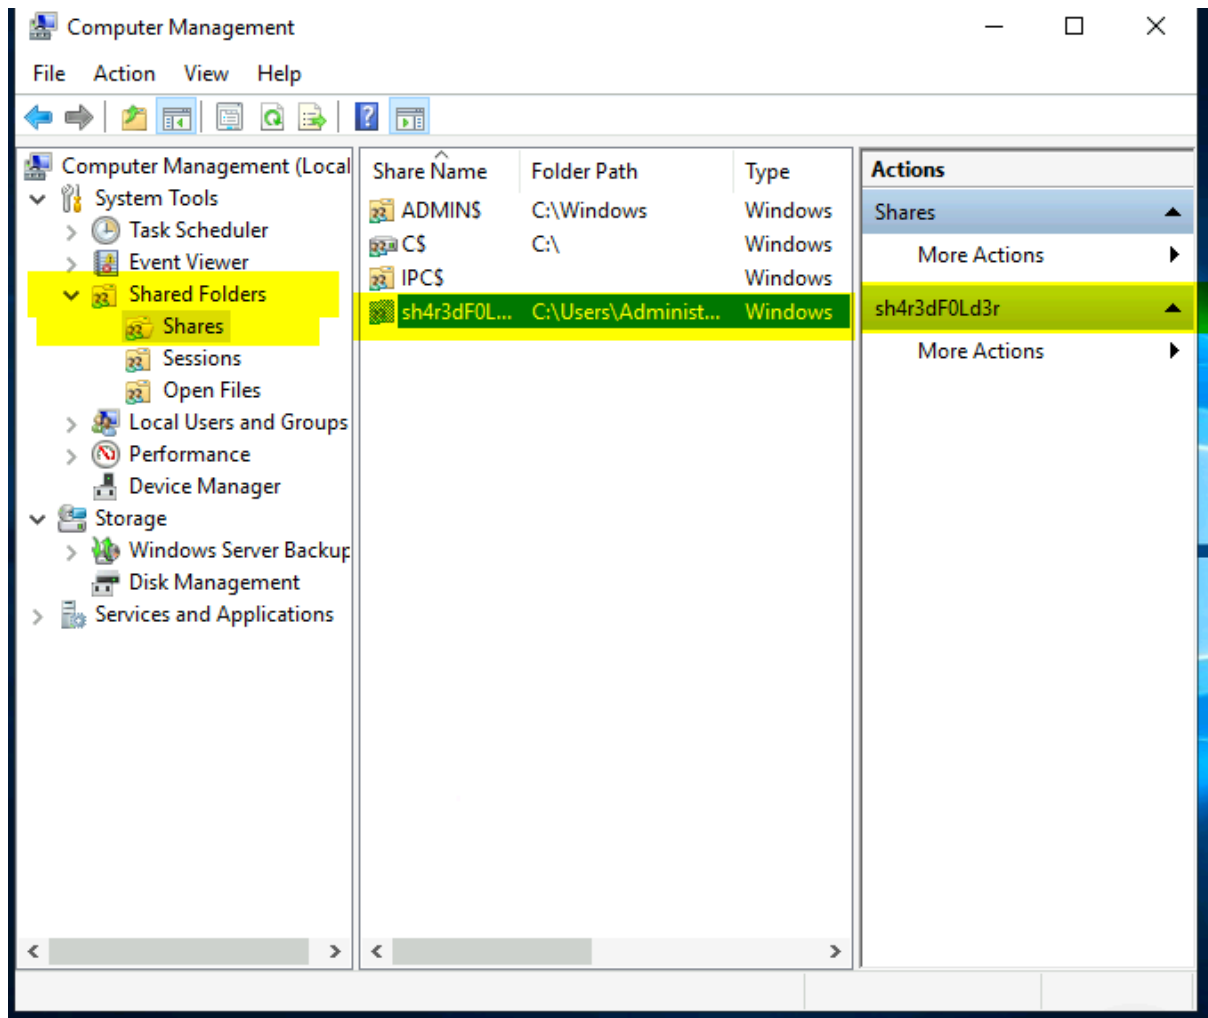 Computer Management
File Action View Help
Computer Management (Local
System Tools
Task Scheduler
Event Viewer
Shared Folders
Shares
Sessions
Open Files
Local Users and Groups
Performance
Device Manager
Storage
Windows Server Backup
Disk Management
Services and Applications
Share Name Folder Path Type
ADMIN$ C:\Windows Windows
C$ C:\ Windows
IPC$ Windows
sh4r3dF0L... C:\Users\Administ... Windows
Actions
Shares
More Actions
sh4r3dF0Ld3r
More Actions